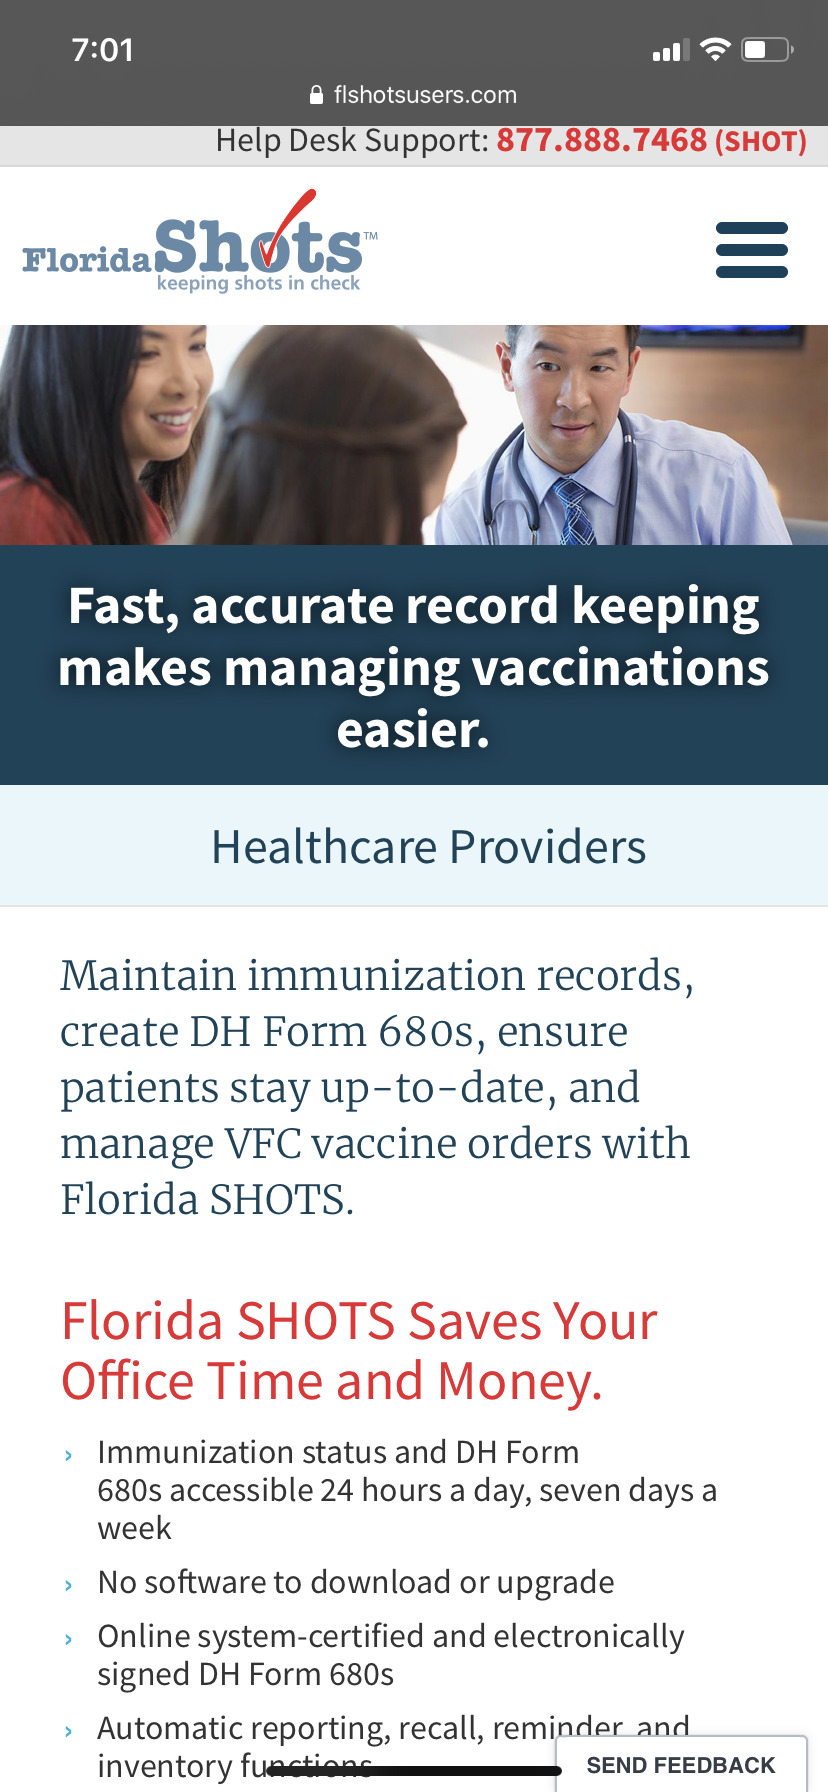 7:01
flshotsusers.com
Help Desk Support: 877.888.7468 (SHOT)
Florida Shots™
keeping shots in check
Fast, accurate record keeping
makes managing vaccinations
easier.
Healthcare Providers
Maintain immunization records,
create DH Form 680s, ensure
patients stay up-to-date, and
manage VFC vaccine orders with
Florida SHOTS.
Florida SHOTS Saves Your
Office Time and Money.
› Immunization status and DH Form
680s accessible 24 hours a day, seven days a
week
› No software to download or upgrade
› Online system-certified and electronically
signed DH Form 680s
› Automatic reporting, recall, reminder, and
inventory functions
SEND FEEDBACK